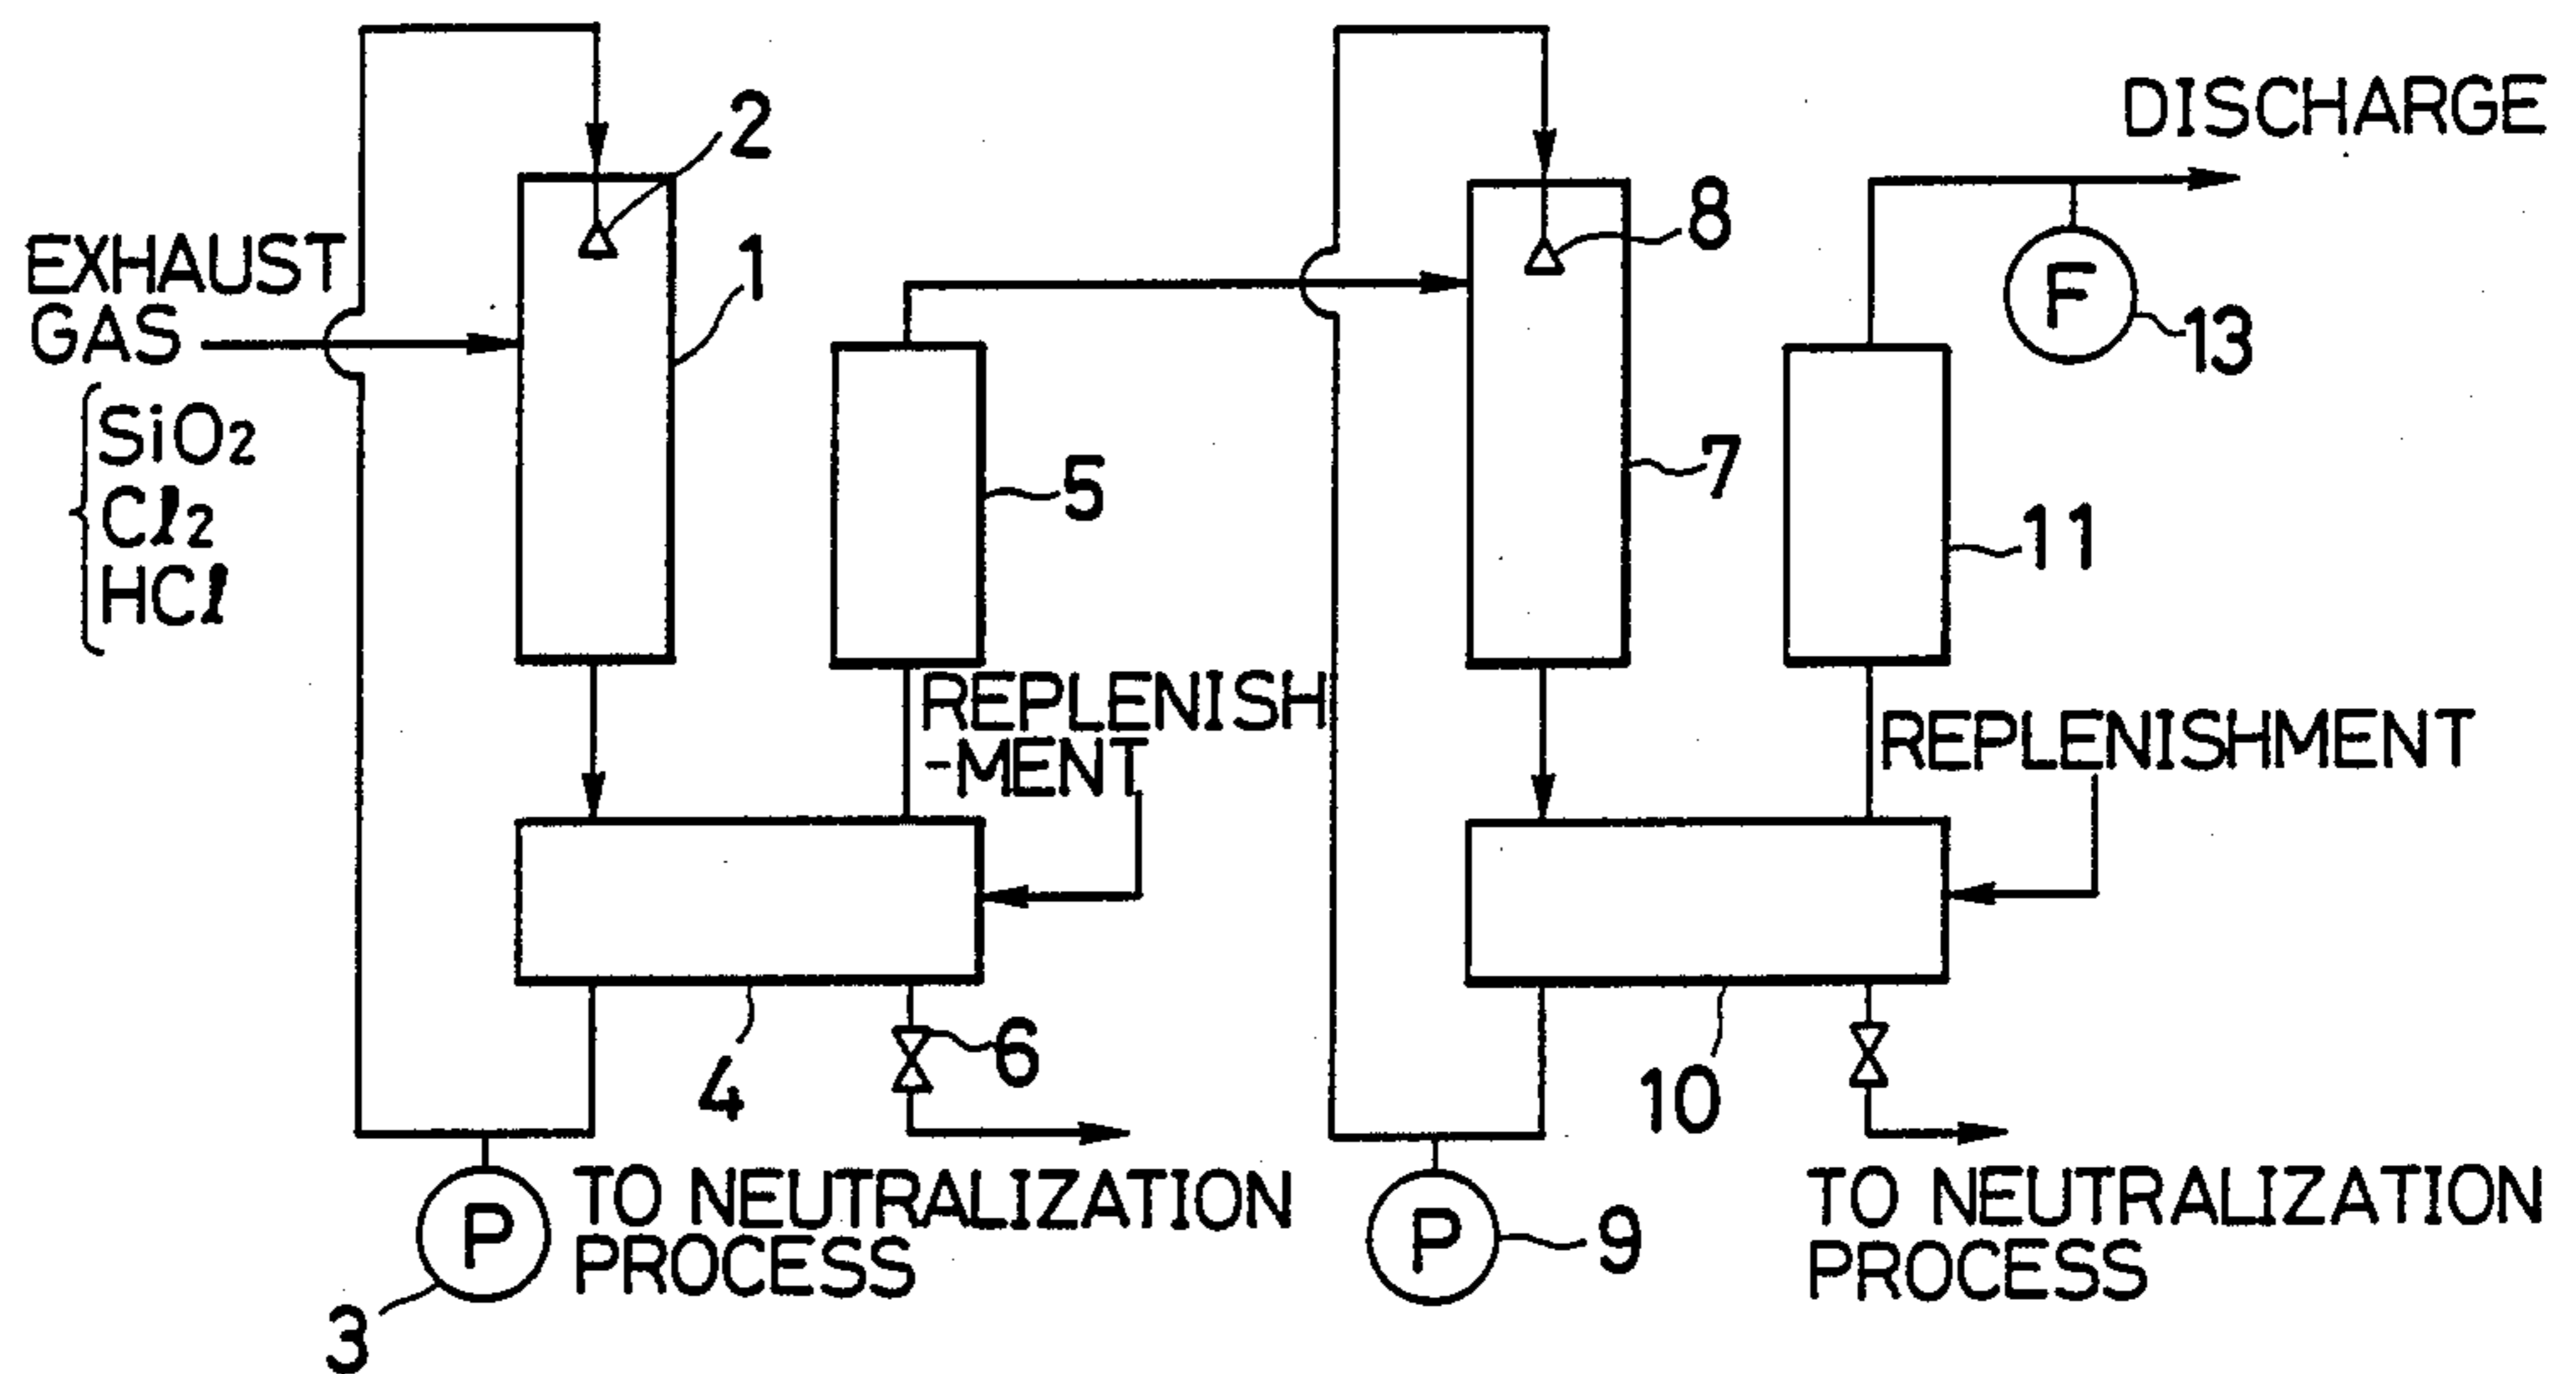 2
DISCHARGE
8
EXHAUST
GAS
1
F
13
SiO2
Cl2
HCl
5
7
11
REPLENISH
-MENT
REPLENISHMENT
4
6
10
P
TO NEUTRALIZATION
PROCESS
3
P
9
TO NEUTRALIZATION
PROCESS